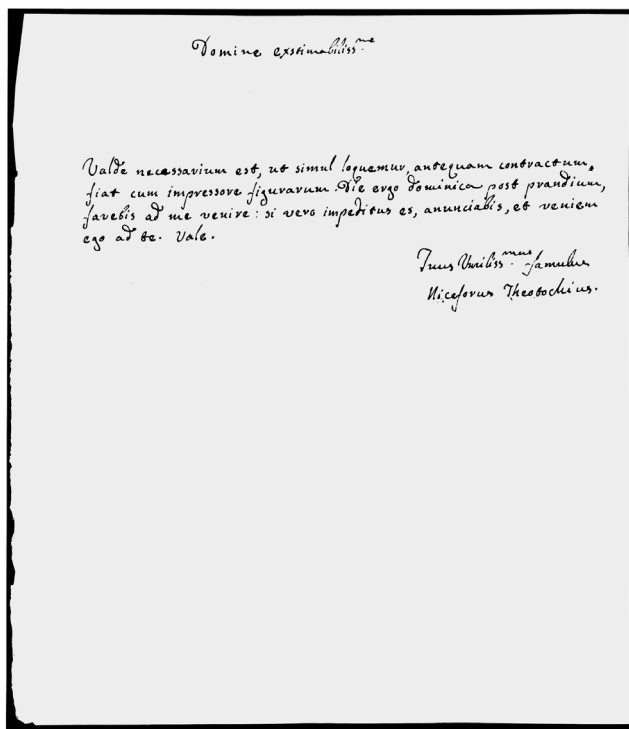 Domine exstimabiliss.me
Valde necessarium est, ut simul loquemur, antequam contractum,
fiat cum impressore figurarum. Die ergo dominica post prandium,
favebis ad me venire: si vero impeditus es, anunciabis, et veniem
ego ad te. Vale.
Tuus Umiliss.mus famulus
Niceforus Theotochius.